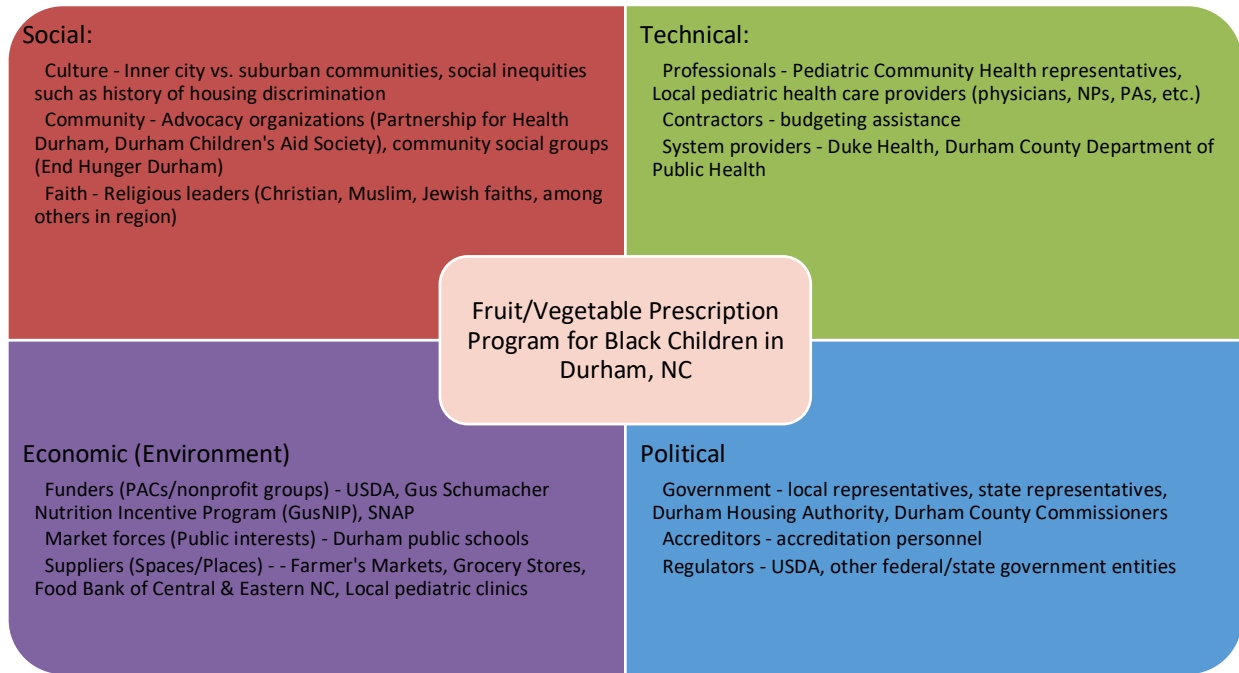 Social:
Culture - Inner city vs. suburban communities, social inequities
such as history of housing discrimination
Community - Advocacy organizations (Partnership for Health
Durham, Durham Children's Aid Society), community social groups
(End Hunger Durham)
Faith - Religious leaders (Christian, Muslim, Jewish faiths, among
others in region)
Technical:
Professionals - Pediatric Community Health representatives,
Local pediatric health care providers (physicians, NPs, PAs, etc.)
Contractors - budgeting assistance
System providers - Duke Health, Durham County Department of
Public Health
Fruit/Vegetable Prescription
Program for Black Children in
Durham, NC
Economic (Environment)
Funders (PACs/nonprofit groups) - USDA, Gus Schumacher
Nutrition Incentive Program (GusNIP), SNAP
Market forces (Public interests) - Durham public schools
Suppliers (Spaces/Places) - - Farmer's Markets, Grocery Stores,
Food Bank of Central & Eastern NC, Local pediatric clinics
Political
Government - local representatives, state representatives,
Durham Housing Authority, Durham County Commissioners
Accreditors - accreditation personnel
Regulators - USDA, other federal/state government entities